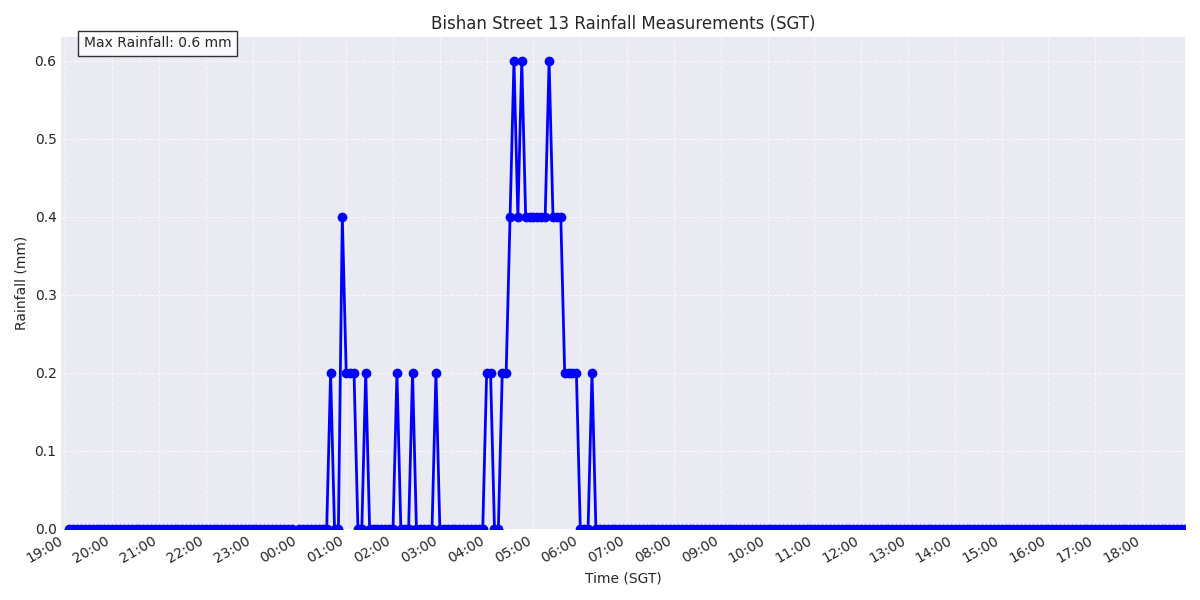 Bishan Street 13 Rainfall Measurements (SGT)
Max Rainfall: 0.6 mm
Rainfall (mm)
0.6
0.5
0.4
0.3
0.2
0.1
0.0
19:00 20:00 21:00 22:00 23:00 00:00 01:00 02:00 03:00 04:00 05:00 06:00 07:00 08:00 09:00 10:00 11:00 12:00 13:00 14:00 15:00 16:00 17:00 18:00
Time (SGT)